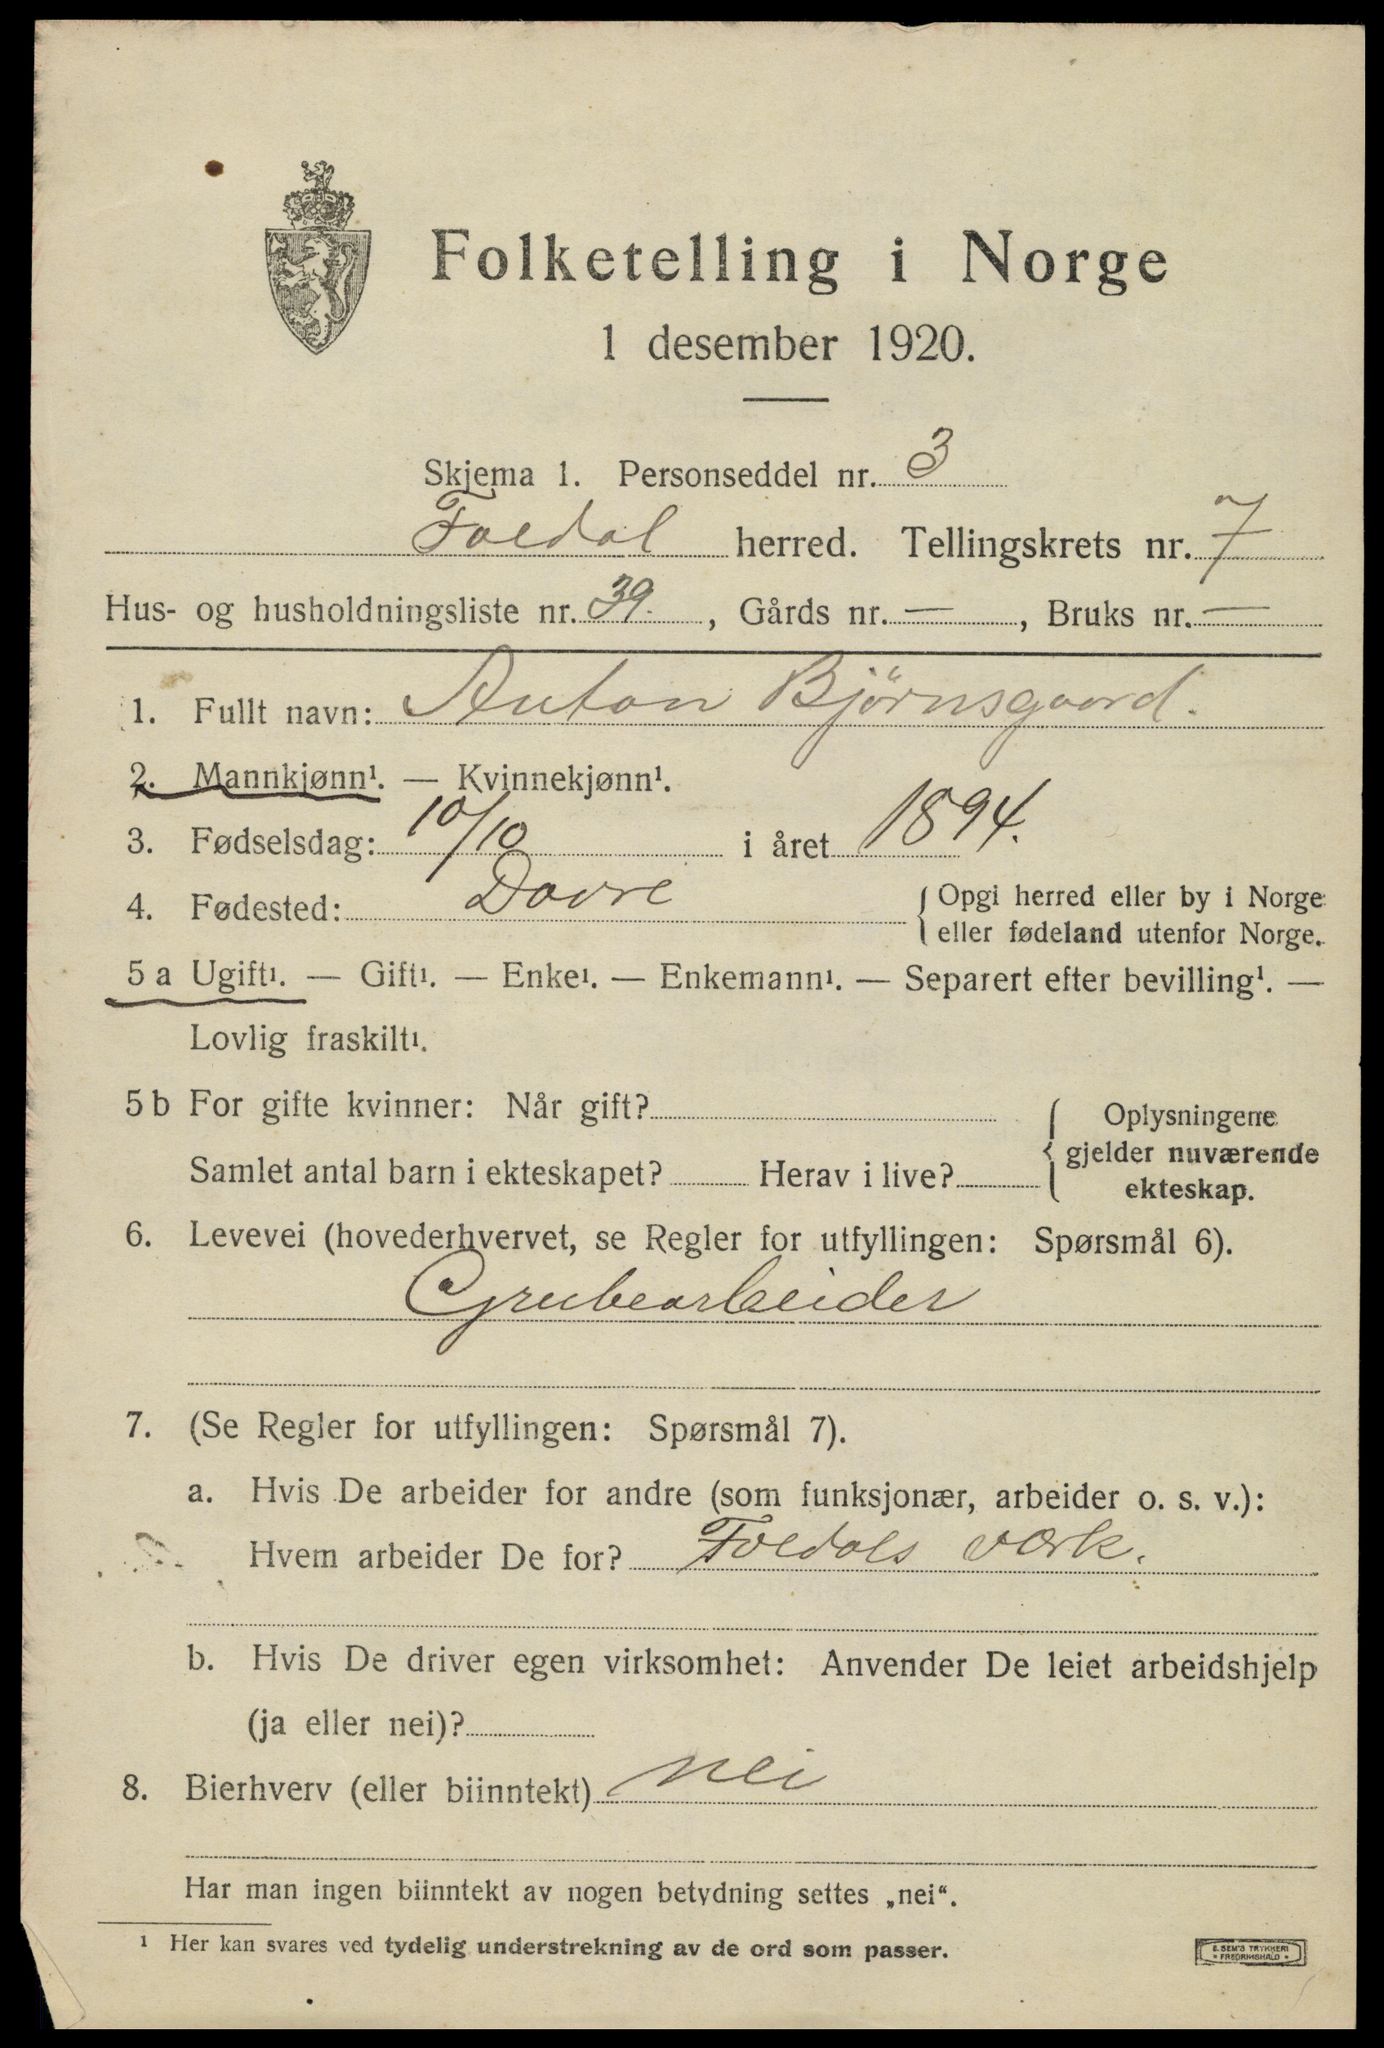 Folketelling i Norge
1 desember 1920.
Skjema 1. Personseddel nr. 3
Foldal herred. Tellingskrets nr. 7
Hus- og husholdningsliste nr. 39. , Gårds nr. — , Bruks nr. —
1. Fullt navn: Anton Bjørnsgaard.
2. Mannkjønn¹. — Kvinnekjønn¹.
3. Fødselsdag: 10/10 i året 1894.
4. Fødested: Dovre { Opgi herred eller by i Norge
eller fødeland utenfor Norge.
5 a Ugift¹. — Gift¹. — Enke¹. — Enkemann¹. — Separert efter bevilling¹. —
Lovlig fraskilt¹.
5 b For gifte kvinner: Når gift?
Samlet antal barn i ekteskapet? Herav i live?
{ Oplysningene
gjelder nuværende
ekteskap.
6. Levevei (hovederhvervet, se Regler for utfyllingen: Spørsmål 6).
Grubearbeider
7. (Se Regler for utfyllingen: Spørsmål 7).
a. Hvis De arbeider for andre (som funksjonær, arbeider o. s. v.):
Hvem arbeider De for? Foldals værk.
b. Hvis De driver egen virksomhet: Anvender De leiet arbeidshjelp
(ja eller nei)?
8. Bierhverv (eller biinntekt) nei
Har man ingen biinntekt av nogen betydning settes „nei“.
¹ Her kan svares ved tydelig understrekning av de ord som passer.
E. SEM'S TRYKKERI
* FREDRIKSHALD *